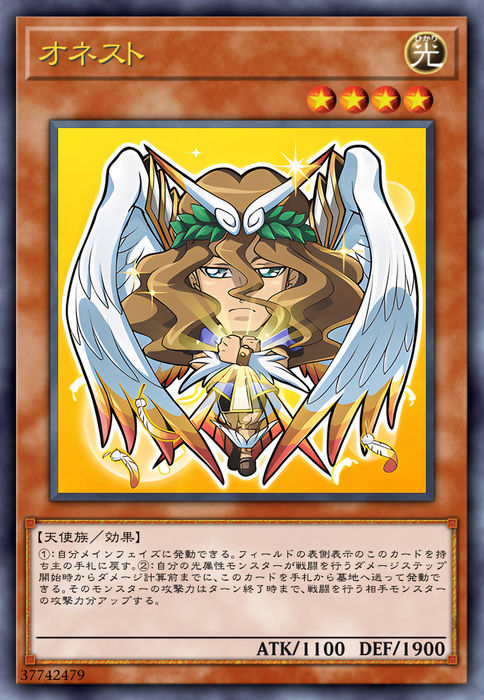 オネスト
ひかり
光
【天使族／効果】
①:自分メインフェイズに発動できる。フィールドの表側表示のこのカードを持
ち主の手札に戻す。②:自分の光属性モンスターが戦闘を行うダメージステップ
開始時からダメージ計算前までに、このカードを手札から墓地へ送って発動で
きる。そのモンスターの攻撃力はターン終了時まで、戦闘を行う相手モンスター
の攻撃力分アップする。
ATK/1100 DEF/1900
37742479